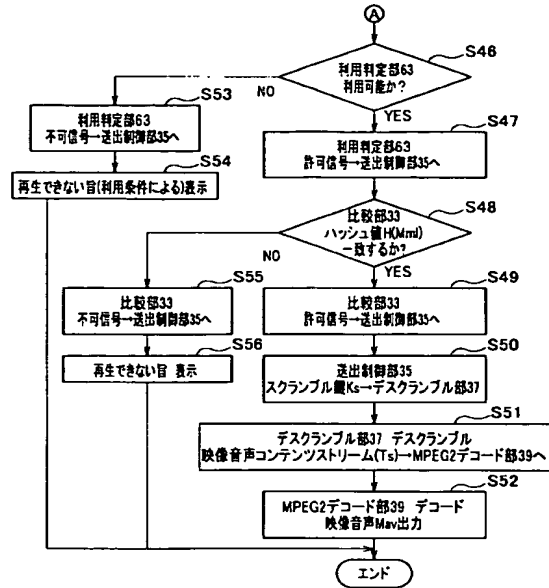 A
S46
利用判定部63
利用可能か?
NO
YES
S53
利用判定部63
不可信号→送出制御部35へ
S47
利用判定部63
許可信号→送出制御部35へ
S54
再生できない旨(利用条件による)表示
S48
比較部33
ハッシュ値H(Mml)
一致するか?
NO
YES
S55
比較部33
不可信号→送出制御部35へ
S49
比較部33
許可信号→送出制御部35へ
S56
再生できない旨 表示
S50
送出制御部35
スクランブル鍵Ks→デスクランブル部37
S51
デスクランブル部37 デスクランブル
映像音声コンテンツストリーム(Ts)→MPEG2デコード部39へ
S52
MPEG2デコード部39 デコード
映像音声Mav出力
エンド